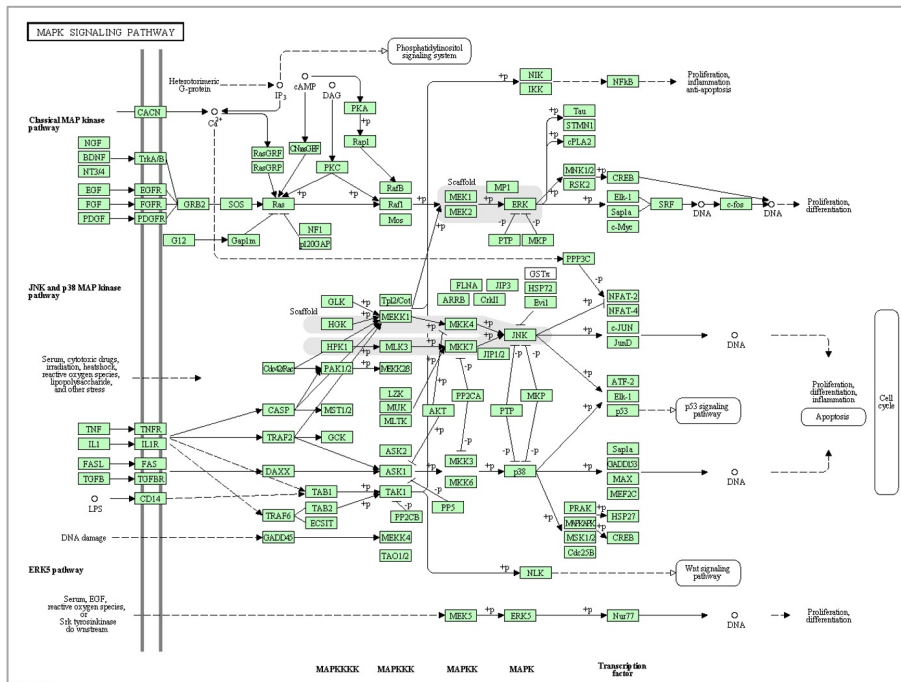 MAPK SIGNALING PATHWAY
Phosphatidylinositol
signaling system
Heterotrimeric
G-protein
IP3
cAMP
DAG
Ca2+
CACN
PKA
+p
Rap1
NIK
IKK
+p
NFkB
Proliferation,
inflammation
anti-apoptosis
Classical MAP kinase
pathway
NGF
BDNF
NT3/4
TrkA/B
EGF
FGF
PDGF
EGFR
FGFR
PDGFR
GRB2
SOS
RasGRF
RasGRP
CNasGEF
PKC
Ras
+p
+p
RafB
Raf1
Mos
+p
G12
Gap1m
NF1
p120GAP
Scaffold
MP1
MEK1
MEK2
+p
ERK
PTP
MKP
-p
-p
+p
+p
Tau
STMN1
cPLA2
+p
MNK1/2
RSK2
+p
CREB
+p
Elk-1
Sap1a
c-Myc
SRF
DNA
c-fos
DNA
Proliferation,
differentiation
PPP3C
-p
JNK and p38 MAP kinase
pathway
Scaffold
GLK
HGK
HPK1
+p
+p
+p
Tpl2/Cot
MEKK1
MLK3
MEKK2/3
+p
+p
+p
FLNA
JIP3
ARRB
CrkII
GSTπ
HSP72
Evi1
MKK4
MKK7
+p
+p
JNK
JIP1/2
+p
NFAT-2
NFAT-4
c-JUN
JunD
+p
DNA
Serum, cytotoxic drugs,
irradiation, heatshock,
reactive oxygen species,
lipopolysaccharide,
and other stress
Cdc42/Rac
PAK1/2
LZK
MUK
MLTK
AKT
PP2CA
-p
-p
PTP
MKP
-p
-p
-p
-p
+p
+p
ATF-2
Elk-1
p53
p53 signaling
pathway
Proliferation,
differentiation,
inflammation
Apoptosis
Cell
cycle
CASP
MST1/2
TNF
IL1
TNFR
IL1R
TRAF2
GCK
ASK2
FASL
TGFB
FAS
TGFBR
DAXX
ASK1
+p
+p
MKK3
MKK6
+p
p38
+p
Sap1a
GADD153
MAX
MEF2C
DNA
LPS
CD14
TAB1
TAB2
ECSIT
TRAF6
TAK1
+p
+p
-p
PP2CB
PP5
+p
PRAK
MAPKAPK
MSK1/2
Cdc25B
+p
+p
HSP27
CREB
DNA damage
GADD45
MEKK4
TAO1/2
ERK5 pathway
+p
NLK
Wnt signaling
pathway
Serum, EGF,
reactive oxygen species,
or
Srk tyrosinkinase
downstream
MEK5
+p
ERK5
+p
Nur77
DNA
Proliferation,
differentiation
MAPKKKK
MAPKKK
MAPKK
MAPK
Transcription
factor